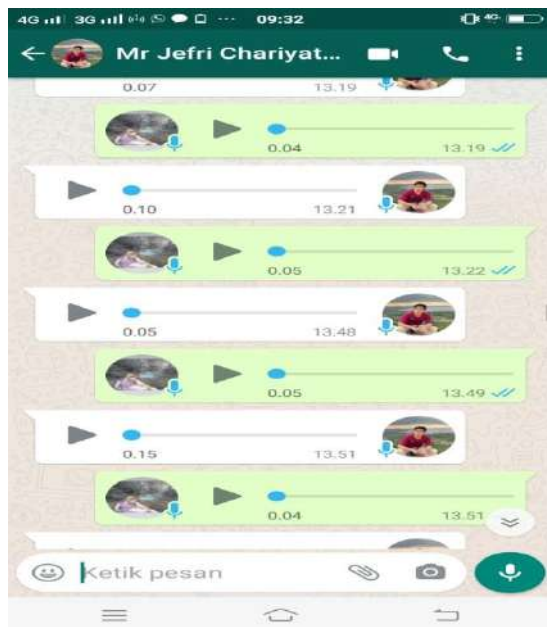 4G 3G 09:32 4G
Mr Jefri Chariyat...
0.07 13.19
0.04 13.19
0.10 13.21
0.05 13.22
0.05 13.48
0.05 13.49
0.15 13.51
0.04 13.51
Ketik pesan